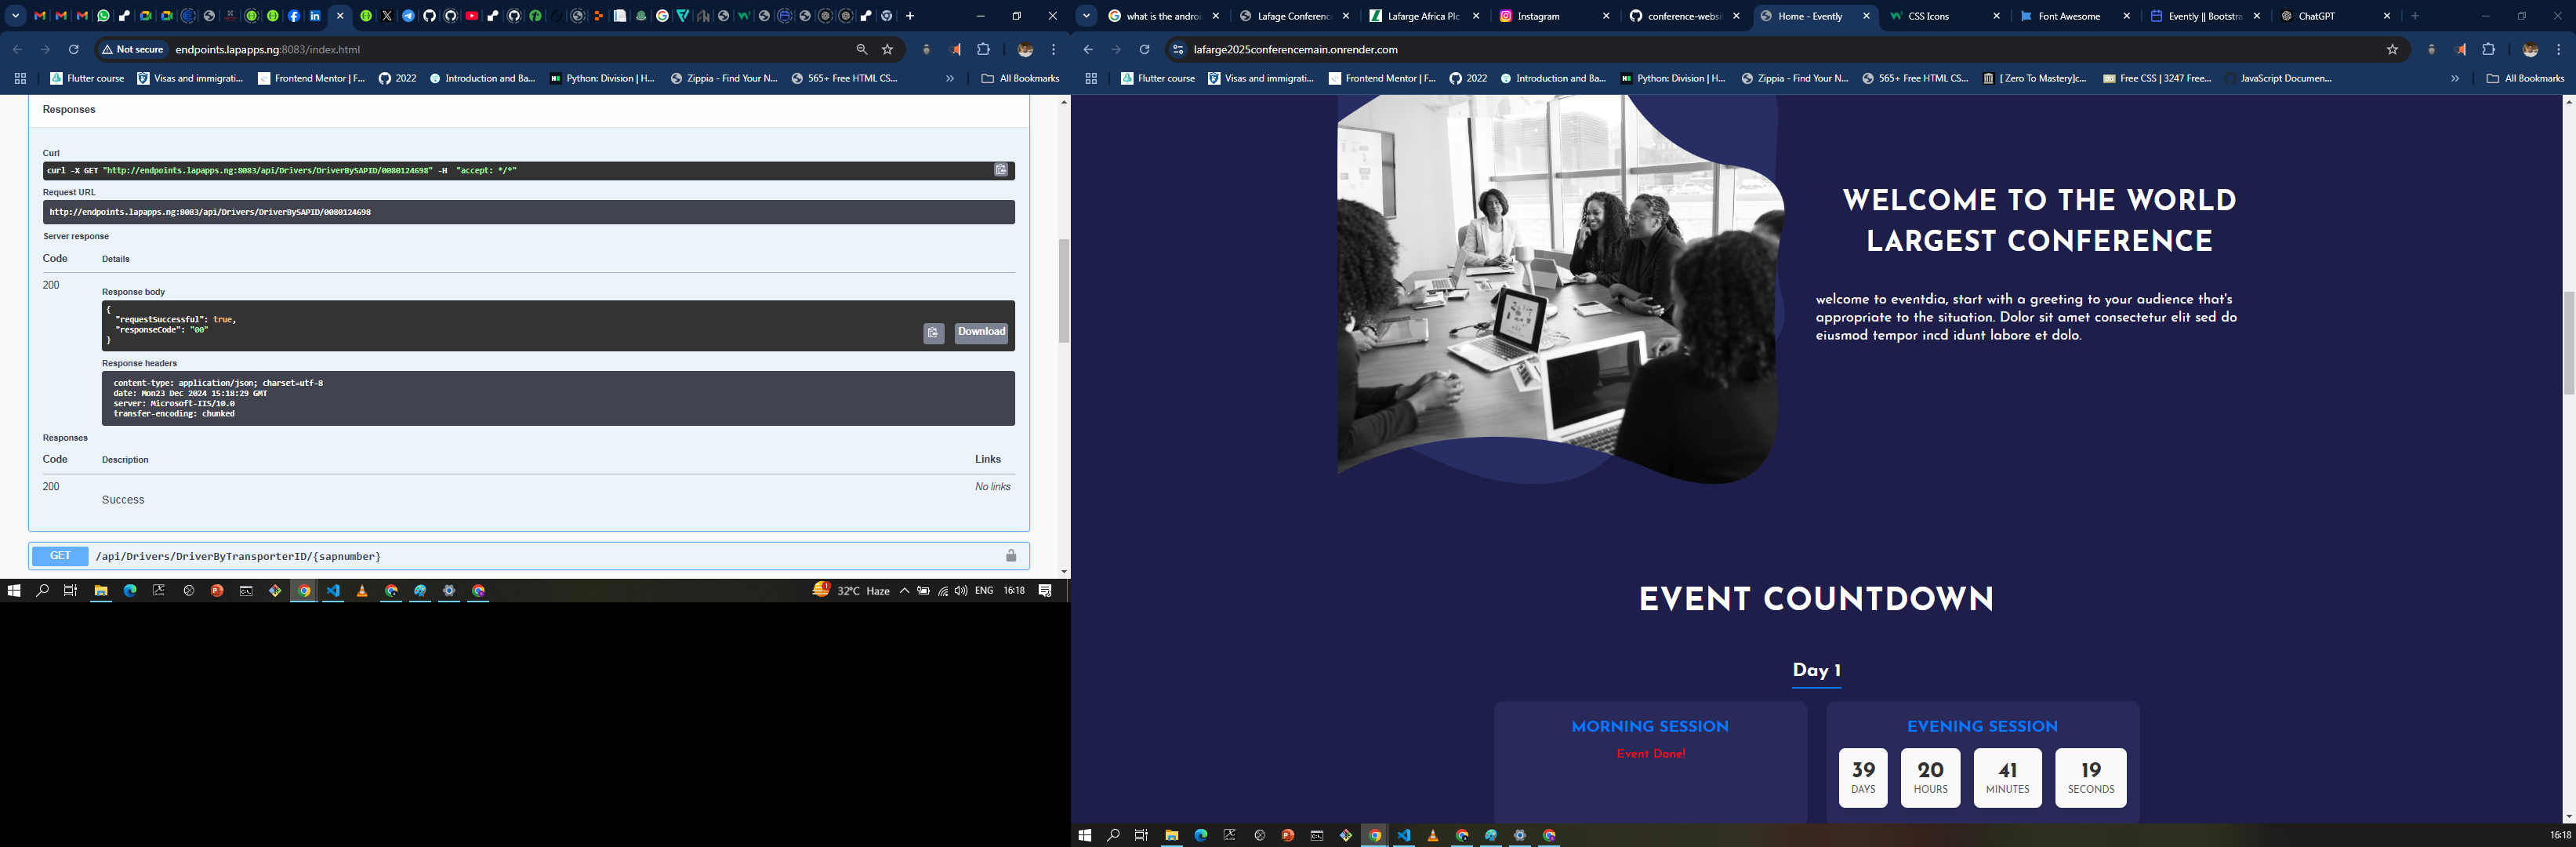 what is the androi
Lafage Conferenc
Lafarge Africa Plc
Instagram
conference-websi
Home - Evently
CSS Icons
Font Awesome
Evently || Bootstra
ChatGPT
Not secure
endpoints.lapapps.ng:8083/index.html
lafarge2025conferencemain.onrender.com
Flutter course
Visas and immigrati...
Frontend Mentor | F...
2022
Introduction and Ba...
Python: Division | H...
Zippia - Find Your N...
565+ Free HTML CS...
All Bookmarks
Flutter course
Visas and immigrati...
Frontend Mentor | F...
2022
Introduction and Ba...
Python: Division | H...
Zippia - Find Your N...
565+ Free HTML CS...
[ Zero To Mastery]c...
Free CSS | 3247 Free...
JavaScript Documen...
All Bookmarks
Responses
Curl
curl -X GET "http://endpoints.lapapps.ng:8083/api/Drivers/DriverBySAPID/0080124698" -H "accept: */*"
Request URL
http://endpoints.lapapps.ng:8083/api/Drivers/DriverBySAPID/0080124698
Server response
Code Details
200
Response body
{
"requestSuccessful": true,
"responseCode": "00"
}
Download
Response headers
content-type: application/json; charset=utf-8
date: Mon23 Dec 2024 15:18:29 GMT
server: Microsoft-IIS/10.0
transfer-encoding: chunked
Responses
Code Description Links
200
Success
No links
GET /api/Drivers/DriverByTransporterID/{sapnumber}
32°C Haze ENG 16:18
WELCOME TO THE WORLD
LARGEST CONFERENCE
welcome to eventdia, start with a greeting to your audience that's
appropriate to the situation. Dolor sit amet consectetur elit sed do
eiusmod tempor incd idunt labore et dolo.
EVENT COUNTDOWN
Day 1
MORNING SESSION
Event Done!
EVENING SESSION
39 20 41 19
DAYS HOURS MINUTES SECONDS
16:18